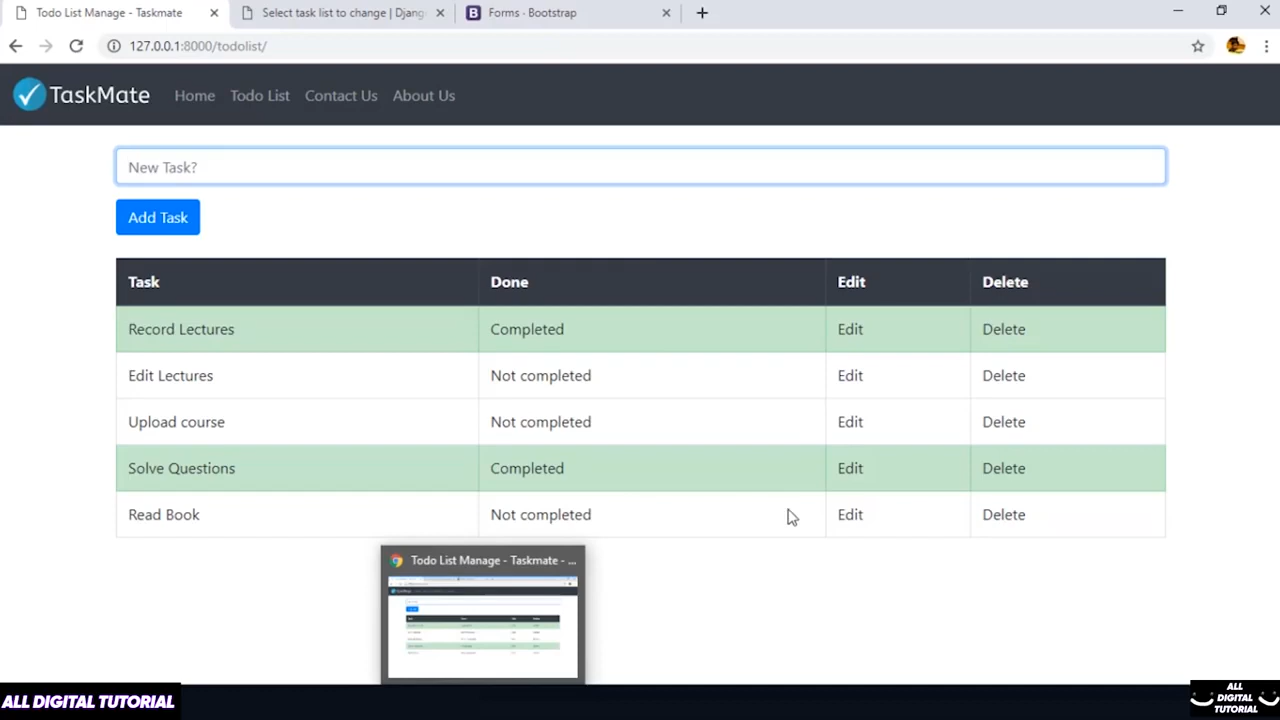 Todo List Manage - Taskmate
Select task list to change | Djang
Forms - Bootstrap
127.0.0.1:8000/todolist/
TaskMate Home Todo List Contact Us About Us
New Task?
Add Task
Task Done Edit Delete
Record Lectures Completed Edit Delete
Edit Lectures Not completed Edit Delete
Upload course Not completed Edit Delete
Solve Questions Completed Edit Delete
Read Book Not completed Edit Delete
Todo List Manage - Taskmate - ...
ALL DIGITAL TUTORIAL
ALL
DIGITAL
TUTORIAL